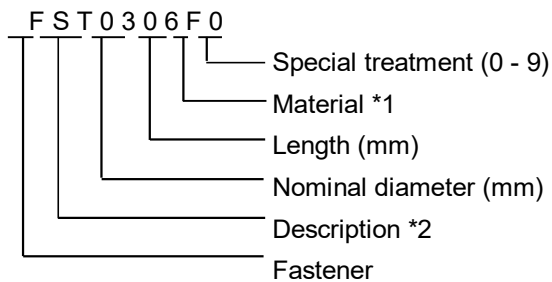 F S T 0 3 0 6 F 0
Special treatment (0 - 9)
Material *1
Length (mm)
Nominal diameter (mm)
Description *2
Fastener